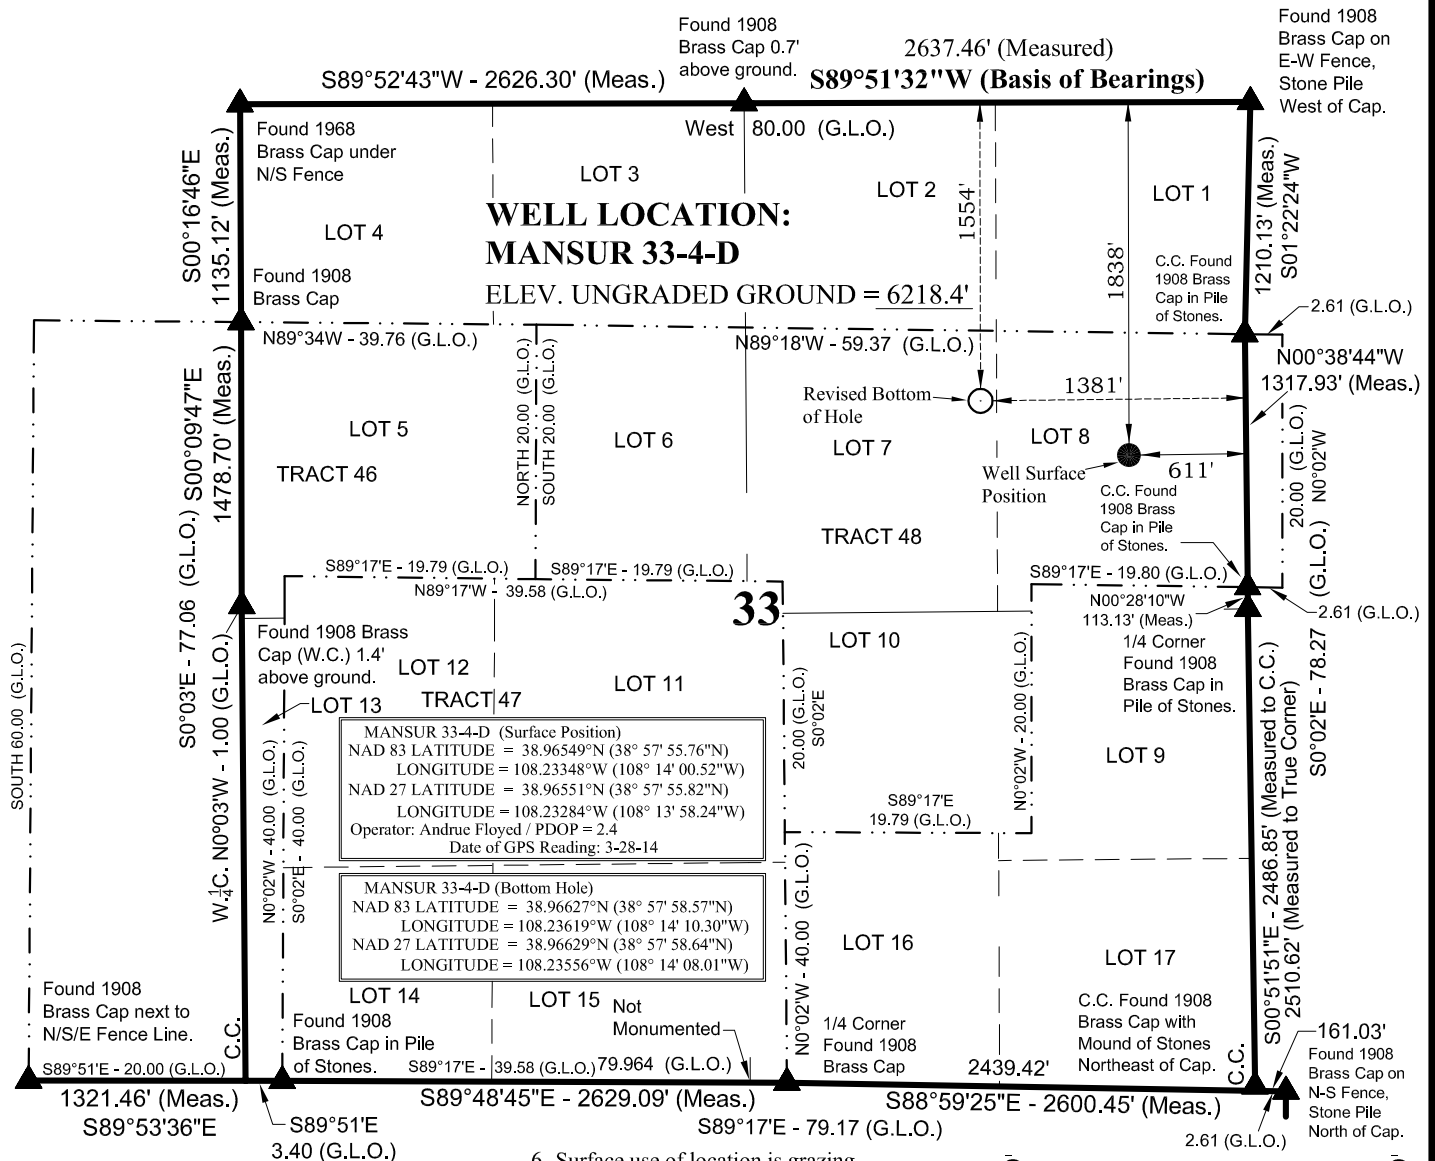 Found 1908
Brass Cap 0.7'
above ground.
2637.46' (Measured)
S89°51'32"W (Basis of Bearings)
Found 1908
Brass Cap on
E-W Fence,
Stone Pile
West of Cap.
S89°52'43"W - 2626.30' (Meas.)
West 80.00 (G.L.O.)
Found 1968
Brass Cap under
N/S Fence
S00°16'46"E
1135.12' (Meas.)
LOT 3
LOT 2
LOT 1
LOT 4
WELL LOCATION:
MANSUR 33-4-D
ELEV. UNGRADED GROUND = 6218.4'
1554'
1838'
1210.13' (Meas.)
S01°22'24"W
C.C. Found
1908 Brass
Cap in Pile
of Stones.
2.61 (G.L.O.)
Found 1908
Brass Cap
N89°34W - 39.76 (G.L.O.)
N89°18'W - 59.37 (G.L.O.)
N00°38'44"W
1317.93' (Meas.)
S00°09'47"E
1478.70' (Meas.)
NORTH 20.00 (G.L.O.)
SOUTH 20.00 (G.L.O.)
Revised Bottom
of Hole
1381'
LOT 5
LOT 6
LOT 7
LOT 8
TRACT 46
Well Surface
Position
611'
C.C. Found
1908 Brass
Cap in Pile
of Stones.
20.00 (G.L.O.)
N0°02'W
TRACT 48
S89°17'E - 19.79 (G.L.O.)
S89°17'E - 19.79 (G.L.O.)
N89°17'W - 39.58 (G.L.O.)
S89°17'E - 19.80 (G.L.O.)
N00°28'10"W
113.13' (Meas.)
2.61 (G.L.O.)
33
1/4 Corner
Found 1908
Brass Cap in
Pile of Stones.
S0°03'E - 77.06 (G.L.O.)
Found 1908 Brass
Cap (W.C.) 1.4'
above ground.
LOT 12
LOT 11
LOT 10
TRACT 47
LOT 13
LOT 9
SOUTH 60.00 (G.L.O.)
W.¼C. N0°03'W - 1.00 (G.L.O.)
N0°02'W - 40.00 (G.L.O.)
S0°02'E - 40.00 (G.L.O.)
20.00 (G.L.O.)
S0°02'E
N0°02'W - 20.00 (G.L.O.)
S0°02'E - 78.27 (G.L.O.)
MANSUR 33-4-D (Surface Position)
NAD 83 LATITUDE = 38.96549°N (38° 57' 55.76"N)
LONGITUDE = 108.23348°W (108° 14' 00.52"W)
NAD 27 LATITUDE = 38.96551°N (38° 57' 55.82"N)
LONGITUDE = 108.23284°W (108° 13' 58.24"W)
Operator: Andrue Floyed / PDOP = 2.4
Date of GPS Reading: 3-28-14
S89°17'E
19.79 (G.L.O.)
MANSUR 33-4-D (Bottom Hole)
NAD 83 LATITUDE = 38.96627°N (38° 57' 58.57"N)
LONGITUDE = 108.23619°W (108° 14' 10.30"W)
NAD 27 LATITUDE = 38.96629°N (38° 57' 58.64"N)
LONGITUDE = 108.23556°W (108° 14' 08.01"W)
N0°02'W - 40.00 (G.L.O.)
LOT 16
LOT 17
S00°51'51"E - 2486.85' (Measured to C.C.)
2510.62' (Measured to True Corner)
Found 1908
Brass Cap next to
N/S/E Fence Line.
C.C.
LOT 14
LOT 15
Found 1908
Brass Cap in Pile
of Stones.
Not
Monumented
1/4 Corner
Found 1908
Brass Cap
C.C. Found 1908
Brass Cap with
Mound of Stones
Northeast of Cap.
C.C.
161.03'
Found 1908
Brass Cap on
N-S Fence,
Stone Pile
North of Cap.
S89°51'E - 20.00 (G.L.O.)
S89°17'E - 39.58 (G.L.O.)
79.964 (G.L.O.)
2439.42'
1321.46' (Meas.)
S89°53'36"E
S89°51'E
3.40 (G.L.O.)
S89°48'45"E - 2629.09' (Meas.)
S88°59'25"E - 2600.45' (Meas.)
S89°17'E - 79.17 (G.L.O.)
2.61 (G.L.O.)
6. Surface use of location is grazing